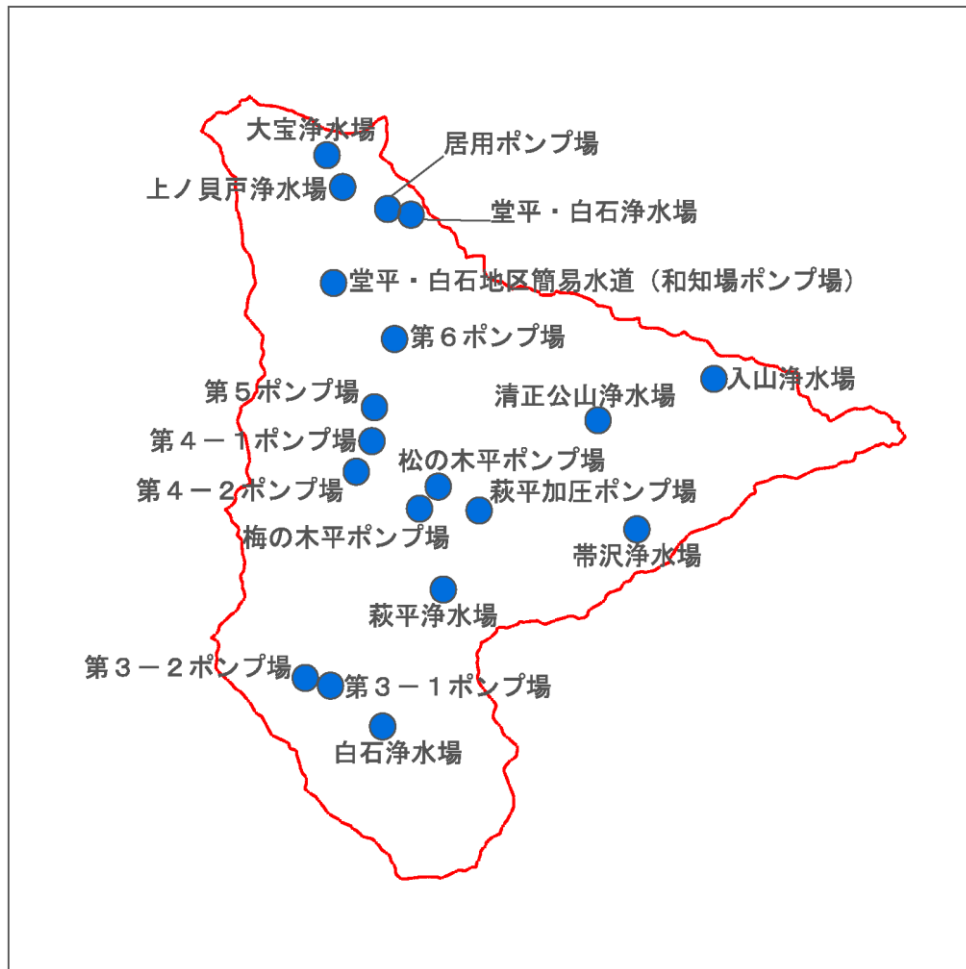 大宝浄水場
居用ポンプ場
上ノ貝戸浄水場
堂平・白石浄水場
堂平・白石地区簡易水道（和知場ポンプ場）
第６ポンプ場
入山浄水場
第５ポンプ場
清正公山浄水場
第４－１ポンプ場
松の木平ポンプ場
第４－２ポンプ場
萩平加圧ポンプ場
梅の木平ポンプ場
帯沢浄水場
萩平浄水場
第３－２ポンプ場
第３－１ポンプ場
白石浄水場